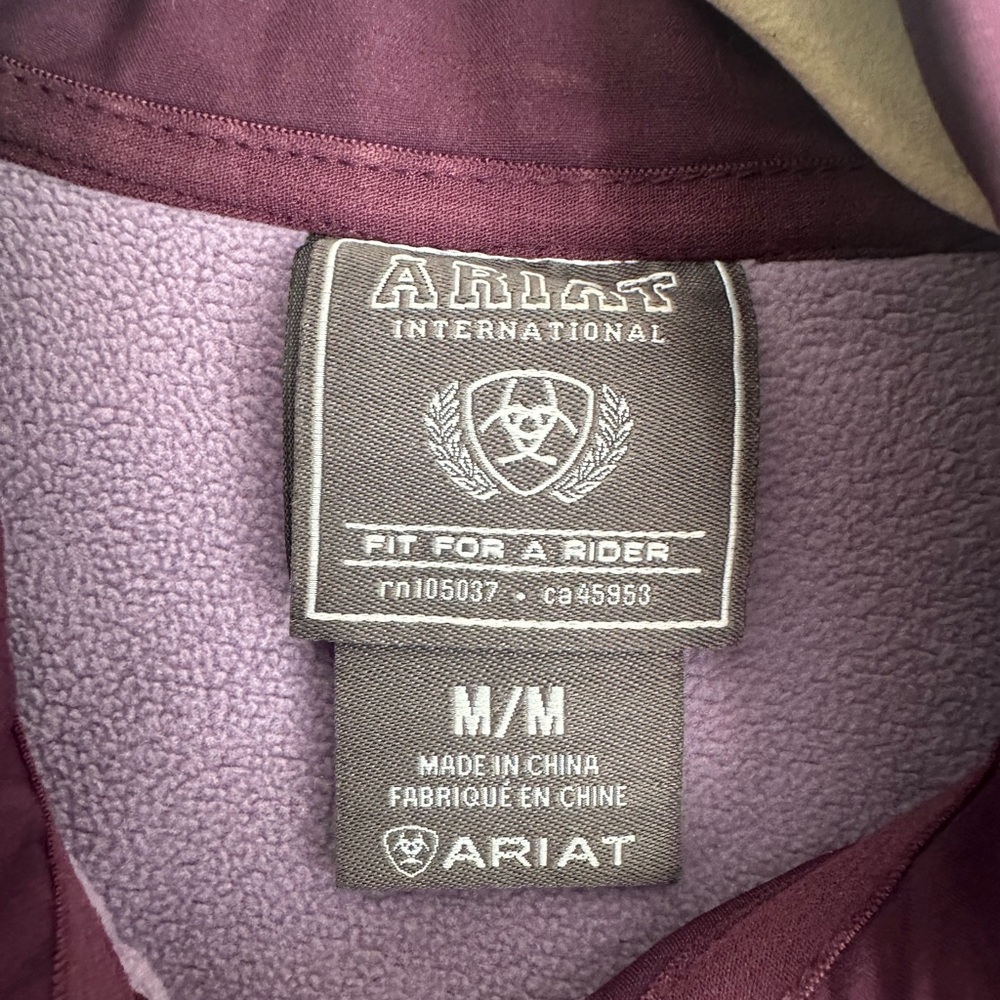 ARIAT
INTERNATIONAL
FIT FOR A RIDER
rn105037 • ca45953
M/M
MADE IN CHINA
FABRIQUÉ EN CHINE
ARIAT